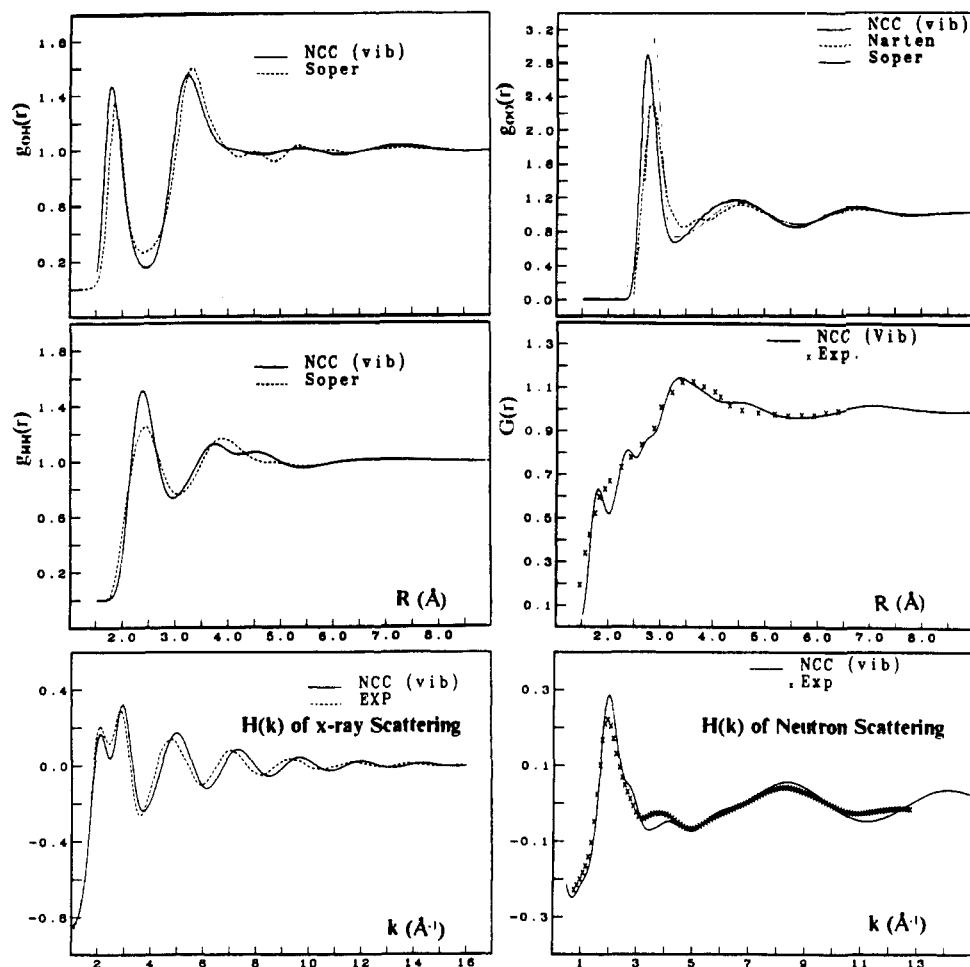 1.8
1.4
1.0
0.6
0.2
gOH(r)
NCC (vib)
Soper
3.2
2.8
2.4
2.0
1.6
1.2
0.8
0.4
0.0
gOO(r)
NCC (vib)
Narten
Soper
1.8
1.4
1.0
0.6
0.2
gHH(r)
NCC (vib)
Soper
R (Å)
2.0 3.0 4.0 5.0 6.0 7.0 8.0
1.3
1.1
0.9
0.7
0.5
0.3
0.1
G(r)
NCC (Vib)
x Exp.
R (Å)
2.0 3.0 4.0 5.0 6.0 7.0 8.0
0.4
0.0
-0.4
-0.8
NCC (vib)
EXP
H(k) of x-ray Scattering
k (Å-1)
2 4 6 8 10 12 14 16
0.3
0.1
-0.1
-0.3
NCC (vib)
x Exp
H(k) of Neutron Scattering
k (Å-1)
1 3 5 7 9 11 13